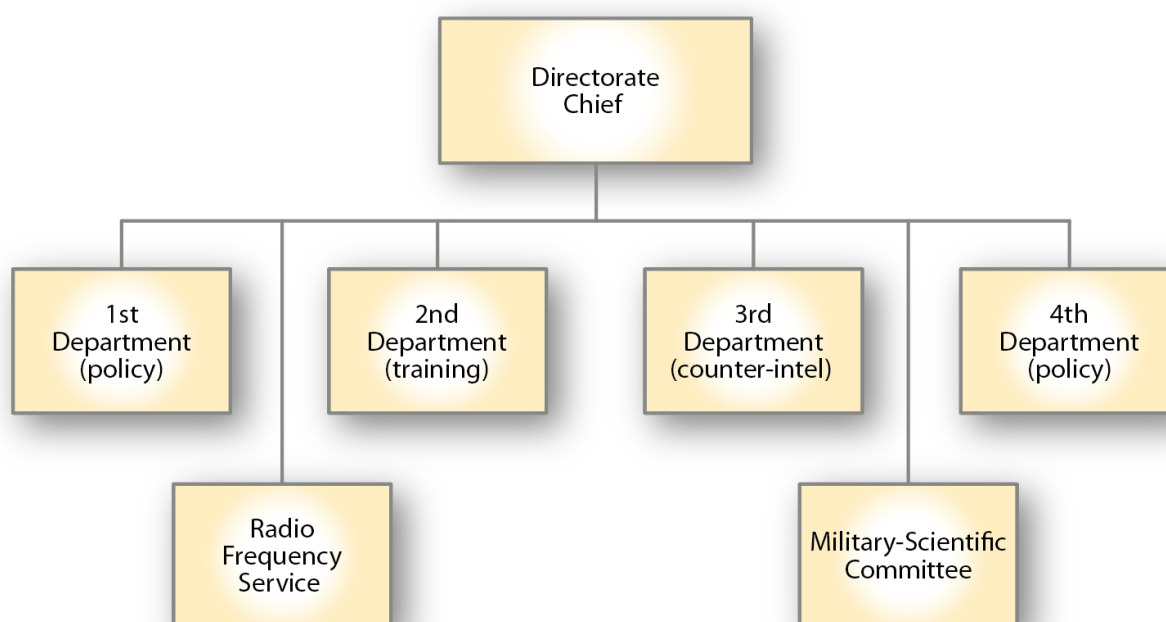 Directorate
Chief
1st
Department
(policy)
2nd
Department
(training)
3rd
Department
(counter-intel)
4th
Department
(policy)
Radio
Frequency
Service
Military-Scientific
Committee